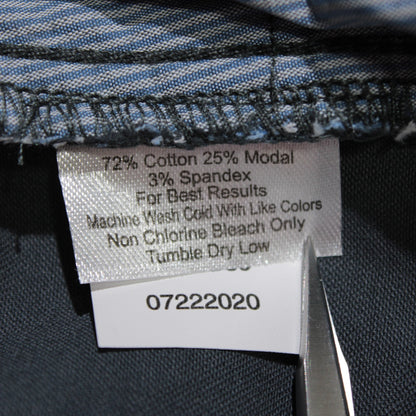 72% Cotton 25% Modal
3% Spandex
For Best Results
Machine Wash Cold With Like Colors
Non Chlorine Bleach Only
Tumble Dry Low
07222020